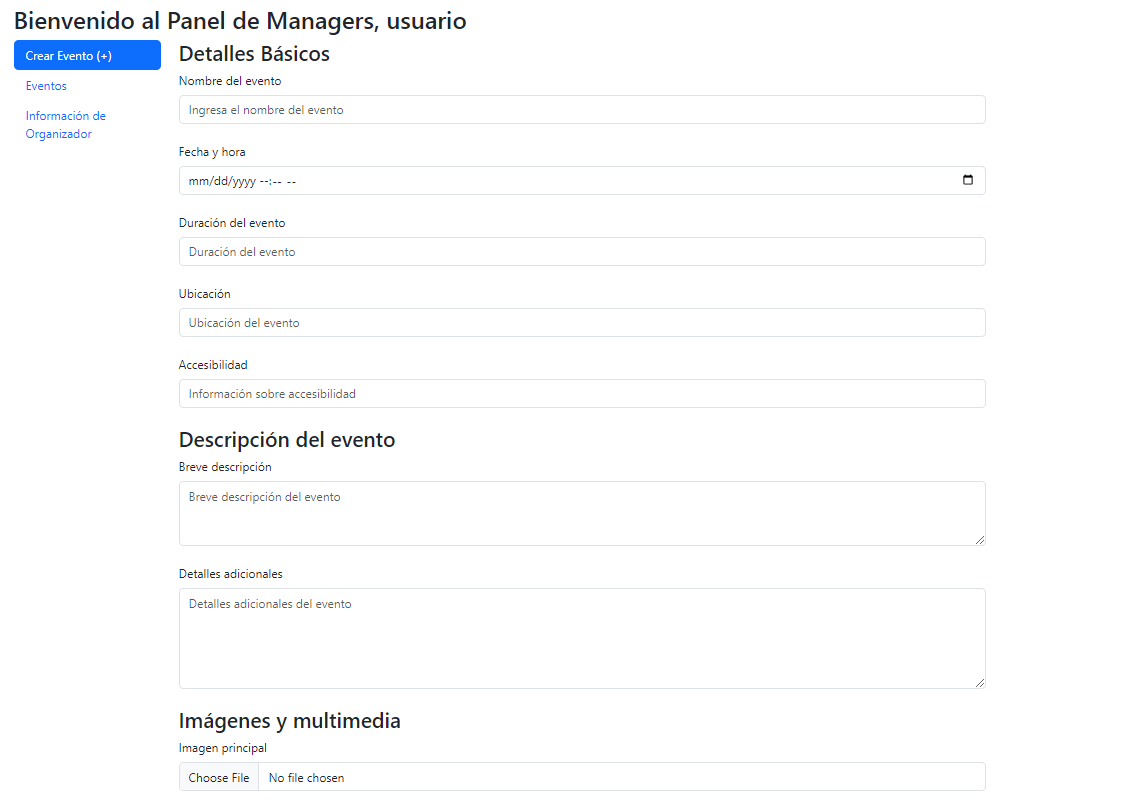 Bienvenido al Panel de Managers, usuario
Crear Evento (+)
Eventos
Información de
Organizador
Detalles Básicos
Nombre del evento
Ingresa el nombre del evento
Fecha y hora
mm/dd/yyyy --:-- --
Duración del evento
Duración del evento
Ubicación
Ubicación del evento
Accesibilidad
Información sobre accesibilidad
Descripción del evento
Breve descripción
Breve descripción del evento
Detalles adicionales
Detalles adicionales del evento
Imágenes y multimedia
Imagen principal
Choose File No file chosen